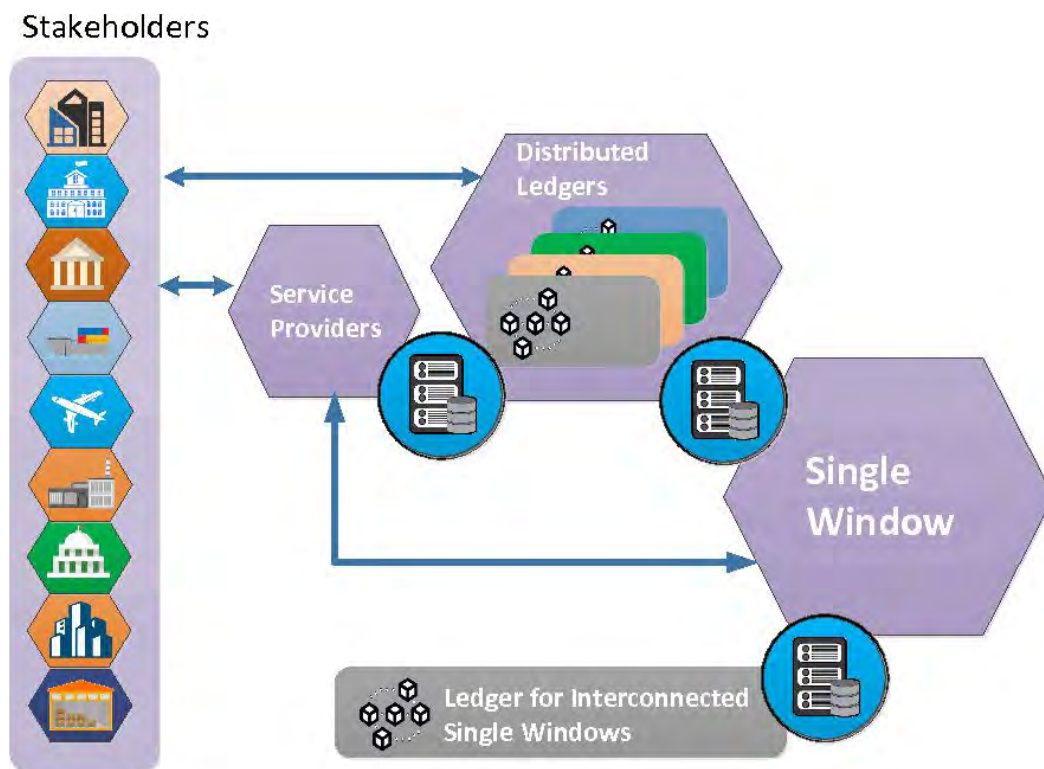 Stakeholders
Distributed
Ledgers
Service
Providers
Single
Window
Ledger for Interconnected
Single Windows